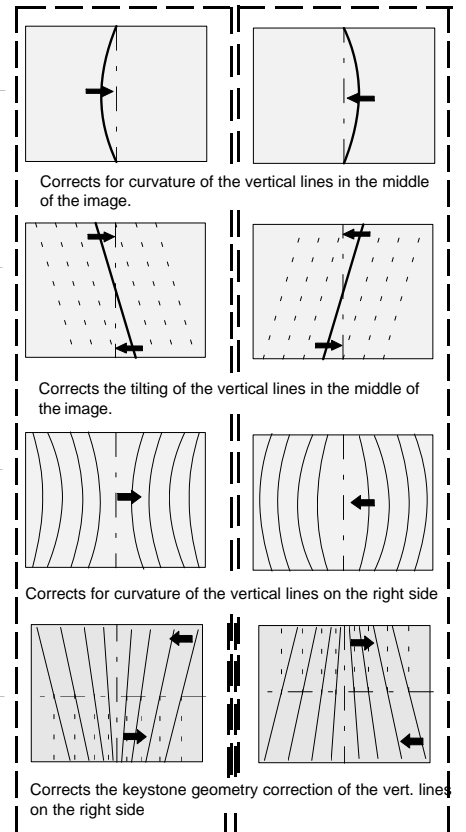 Corrects for curvature of the vertical lines in the middle
of the image.
Corrects the tilting of the vertical lines in the middle of
the image.
Corrects for curvature of the vertical lines on the right side
Corrects the keystone geometry correction of the vert. lines
on the right side